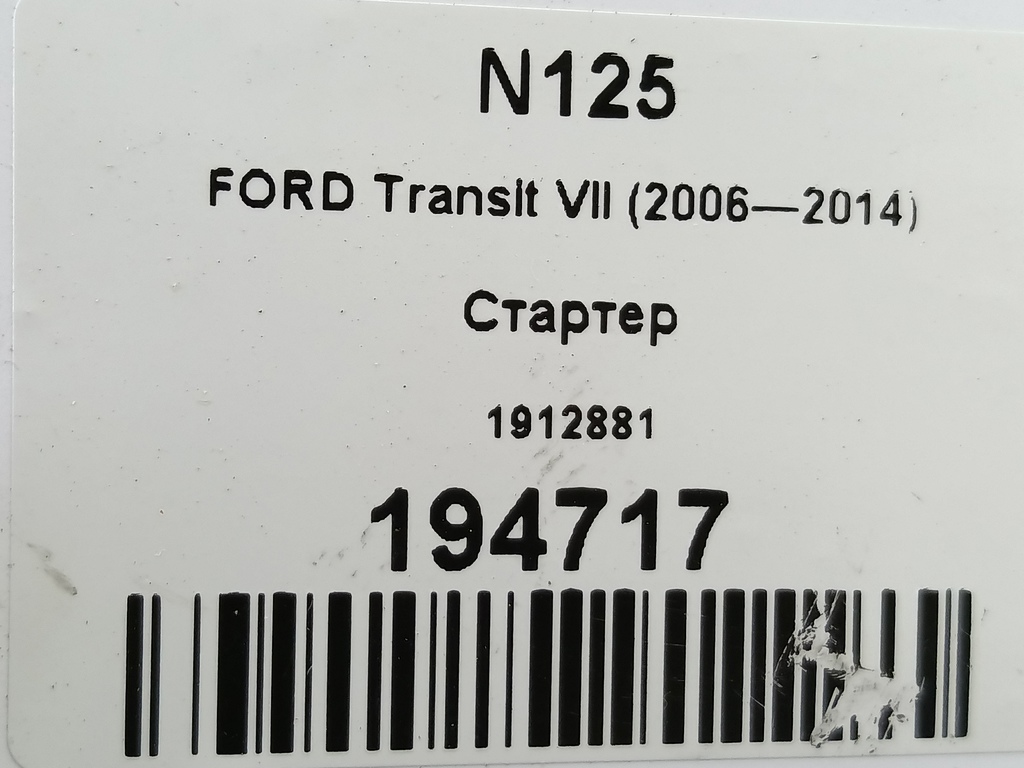 N125
FORD Transit VII (2006—2014)
Стартер
1912881
194717